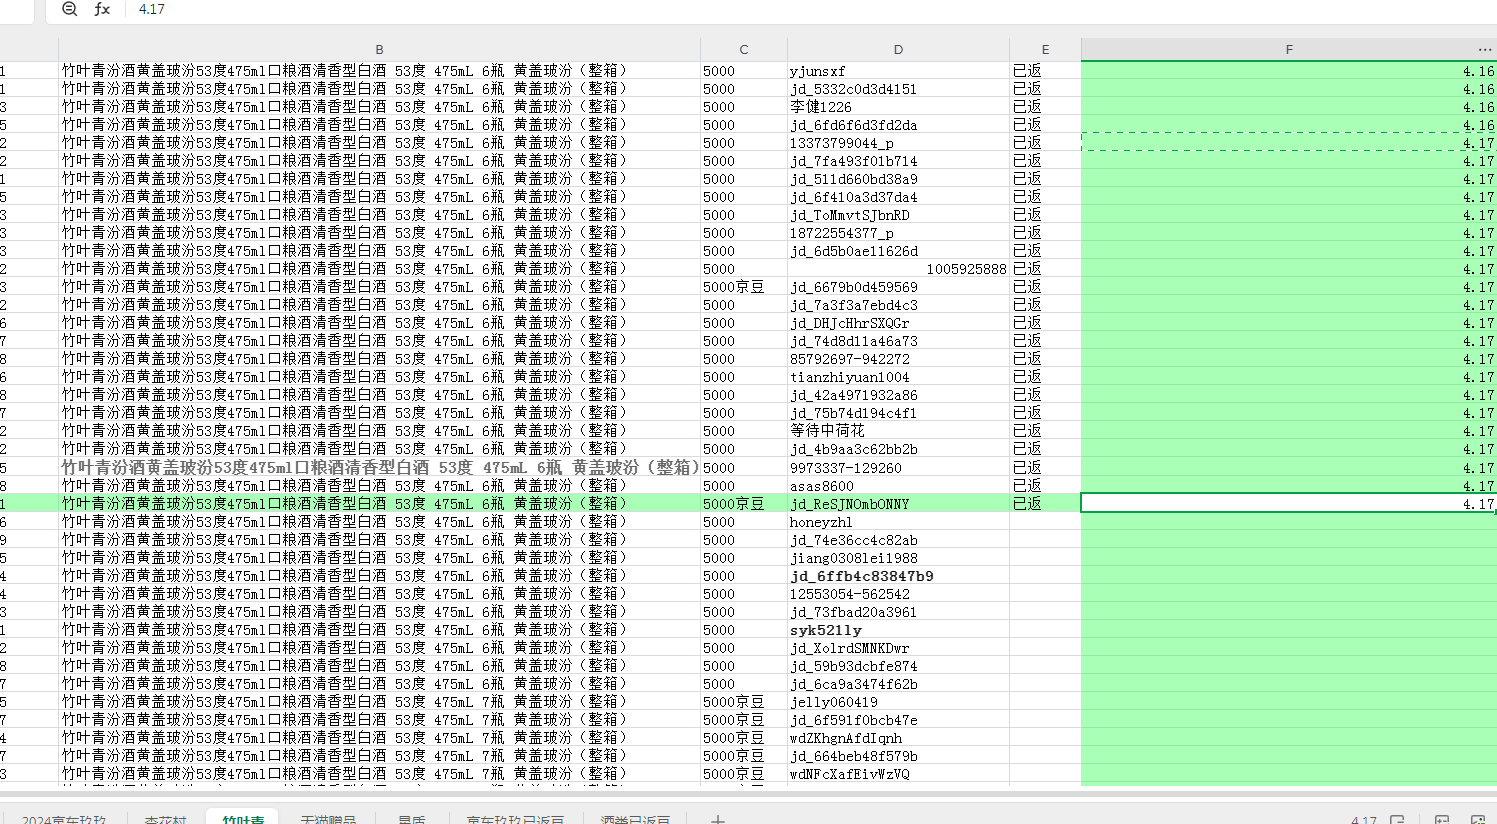 fx 4.17
B C D E F ...
1 竹叶青汾酒黄盖玻汾53度475ml口粮酒清香型白酒 53度 475mL 6瓶 黄盖玻汾（整箱） 5000 yjunsxf 已返 4.16
1 竹叶青汾酒黄盖玻汾53度475ml口粮酒清香型白酒 53度 475mL 6瓶 黄盖玻汾（整箱） 5000 jd_5332c0d3d4151 已返 4.16
3 竹叶青汾酒黄盖玻汾53度475ml口粮酒清香型白酒 53度 475mL 6瓶 黄盖玻汾（整箱） 5000 李健1226 已返 4.16
5 竹叶青汾酒黄盖玻汾53度475ml口粮酒清香型白酒 53度 475mL 6瓶 黄盖玻汾（整箱） 5000 jd_6fd6f6d3fd2da 已返 4.16
2 竹叶青汾酒黄盖玻汾53度475ml口粮酒清香型白酒 53度 475mL 6瓶 黄盖玻汾（整箱） 5000 13373799044_p 已返 4.17
2 竹叶青汾酒黄盖玻汾53度475ml口粮酒清香型白酒 53度 475mL 6瓶 黄盖玻汾（整箱） 5000 jd_7fa493f01b714 已返 4.17
1 竹叶青汾酒黄盖玻汾53度475ml口粮酒清香型白酒 53度 475mL 6瓶 黄盖玻汾（整箱） 5000 jd_511d660bd38a9 已返 4.17
5 竹叶青汾酒黄盖玻汾53度475ml口粮酒清香型白酒 53度 475mL 6瓶 黄盖玻汾（整箱） 5000 jd_6f410a3d37da4 已返 4.17
3 竹叶青汾酒黄盖玻汾53度475ml口粮酒清香型白酒 53度 475mL 6瓶 黄盖玻汾（整箱） 5000 jd_ToMmvtSJbnRD 已返 4.17
3 竹叶青汾酒黄盖玻汾53度475ml口粮酒清香型白酒 53度 475mL 6瓶 黄盖玻汾（整箱） 5000 18722554377_p 已返 4.17
3 竹叶青汾酒黄盖玻汾53度475ml口粮酒清香型白酒 53度 475mL 6瓶 黄盖玻汾（整箱） 5000 jd_6d5b0ae11626d 已返 4.17
2 竹叶青汾酒黄盖玻汾53度475ml口粮酒清香型白酒 53度 475mL 6瓶 黄盖玻汾（整箱） 5000 1005925888 已返 4.17
3 竹叶青汾酒黄盖玻汾53度475ml口粮酒清香型白酒 53度 475mL 6瓶 黄盖玻汾（整箱） 5000京豆 jd_6679b0d459569 已返 4.17
2 竹叶青汾酒黄盖玻汾53度475ml口粮酒清香型白酒 53度 475mL 6瓶 黄盖玻汾（整箱） 5000 jd_7a3f3a7ebd4c3 已返 4.17
6 竹叶青汾酒黄盖玻汾53度475ml口粮酒清香型白酒 53度 475mL 6瓶 黄盖玻汾（整箱） 5000 jd_DHJcHhrSXQGr 已返 4.17
7 竹叶青汾酒黄盖玻汾53度475ml口粮酒清香型白酒 53度 475mL 6瓶 黄盖玻汾（整箱） 5000 jd_74d8d11a46a73 已返 4.17
8 竹叶青汾酒黄盖玻汾53度475ml口粮酒清香型白酒 53度 475mL 6瓶 黄盖玻汾（整箱） 5000 85792697-942272 已返 4.17
6 竹叶青汾酒黄盖玻汾53度475ml口粮酒清香型白酒 53度 475mL 6瓶 黄盖玻汾（整箱） 5000 tianzhiyuan1004 已返 4.17
8 竹叶青汾酒黄盖玻汾53度475ml口粮酒清香型白酒 53度 475mL 6瓶 黄盖玻汾（整箱） 5000 jd_42a4971932a86 已返 4.17
7 竹叶青汾酒黄盖玻汾53度475ml口粮酒清香型白酒 53度 475mL 6瓶 黄盖玻汾（整箱） 5000 jd_75b74d194c4f1 已返 4.17
2 竹叶青汾酒黄盖玻汾53度475ml口粮酒清香型白酒 53度 475mL 6瓶 黄盖玻汾（整箱） 5000 等待中荷花 已返 4.17
2 竹叶青汾酒黄盖玻汾53度475ml口粮酒清香型白酒 53度 475mL 6瓶 黄盖玻汾（整箱） 5000 jd_4b9aa3c62bb2b 已返 4.17
5 竹叶青汾酒黄盖玻汾53度475ml口粮酒清香型白酒 53度 475mL 6瓶 黄盖玻汾（整箱） 5000 9973337-129260 已返 4.17
8 竹叶青汾酒黄盖玻汾53度475ml口粮酒清香型白酒 53度 475mL 6瓶 黄盖玻汾（整箱） 5000 asas8600 已返 4.17
1 竹叶青汾酒黄盖玻汾53度475ml口粮酒清香型白酒 53度 475mL 6瓶 黄盖玻汾（整箱） 5000京豆 jd_ReSJNOmbONNY 已返 4.17
6 竹叶青汾酒黄盖玻汾53度475ml口粮酒清香型白酒 53度 475mL 6瓶 黄盖玻汾（整箱） 5000 honeyzhl
9 竹叶青汾酒黄盖玻汾53度475ml口粮酒清香型白酒 53度 475mL 6瓶 黄盖玻汾（整箱） 5000 jd_74e36cc4c82ab
5 竹叶青汾酒黄盖玻汾53度475ml口粮酒清香型白酒 53度 475mL 6瓶 黄盖玻汾（整箱） 5000 jiang0308lei1988
4 竹叶青汾酒黄盖玻汾53度475ml口粮酒清香型白酒 53度 475mL 6瓶 黄盖玻汾（整箱） 5000 jd_6ffb4c83847b9
4 竹叶青汾酒黄盖玻汾53度475ml口粮酒清香型白酒 53度 475mL 6瓶 黄盖玻汾（整箱） 5000 12553054-562542
3 竹叶青汾酒黄盖玻汾53度475ml口粮酒清香型白酒 53度 475mL 6瓶 黄盖玻汾（整箱） 5000 jd_73fbad20a3961
1 竹叶青汾酒黄盖玻汾53度475ml口粮酒清香型白酒 53度 475mL 6瓶 黄盖玻汾（整箱） 5000 syk521ly
2 竹叶青汾酒黄盖玻汾53度475ml口粮酒清香型白酒 53度 475mL 6瓶 黄盖玻汾（整箱） 5000 jd_XolrdSMNKDwr
8 竹叶青汾酒黄盖玻汾53度475ml口粮酒清香型白酒 53度 475mL 6瓶 黄盖玻汾（整箱） 5000 jd_59b93dcbfe874
7 竹叶青汾酒黄盖玻汾53度475ml口粮酒清香型白酒 53度 475mL 6瓶 黄盖玻汾（整箱） 5000 jd_6ca9a3474f62b
5 竹叶青汾酒黄盖玻汾53度475ml口粮酒清香型白酒 53度 475mL 7瓶 黄盖玻汾（整箱） 5000京豆 jelly060419
7 竹叶青汾酒黄盖玻汾53度475ml口粮酒清香型白酒 53度 475mL 7瓶 黄盖玻汾（整箱） 5000京豆 jd_6f591f0bcb47e
4 竹叶青汾酒黄盖玻汾53度475ml口粮酒清香型白酒 53度 475mL 7瓶 黄盖玻汾（整箱） 5000京豆 wdZKhgnAfdIqnh
7 竹叶青汾酒黄盖玻汾53度475ml口粮酒清香型白酒 53度 475mL 7瓶 黄盖玻汾（整箱） 5000京豆 jd_664beb48f579b
3 竹叶青汾酒黄盖玻汾53度475ml口粮酒清香型白酒 53度 475mL 7瓶 黄盖玻汾（整箱） 5000京豆 wdNFcXafEivWzVQ
2024京东玖玖 杏花村 竹叶青 天猫赠品 京东玖玖已返豆 酒类已返豆 + 4.17